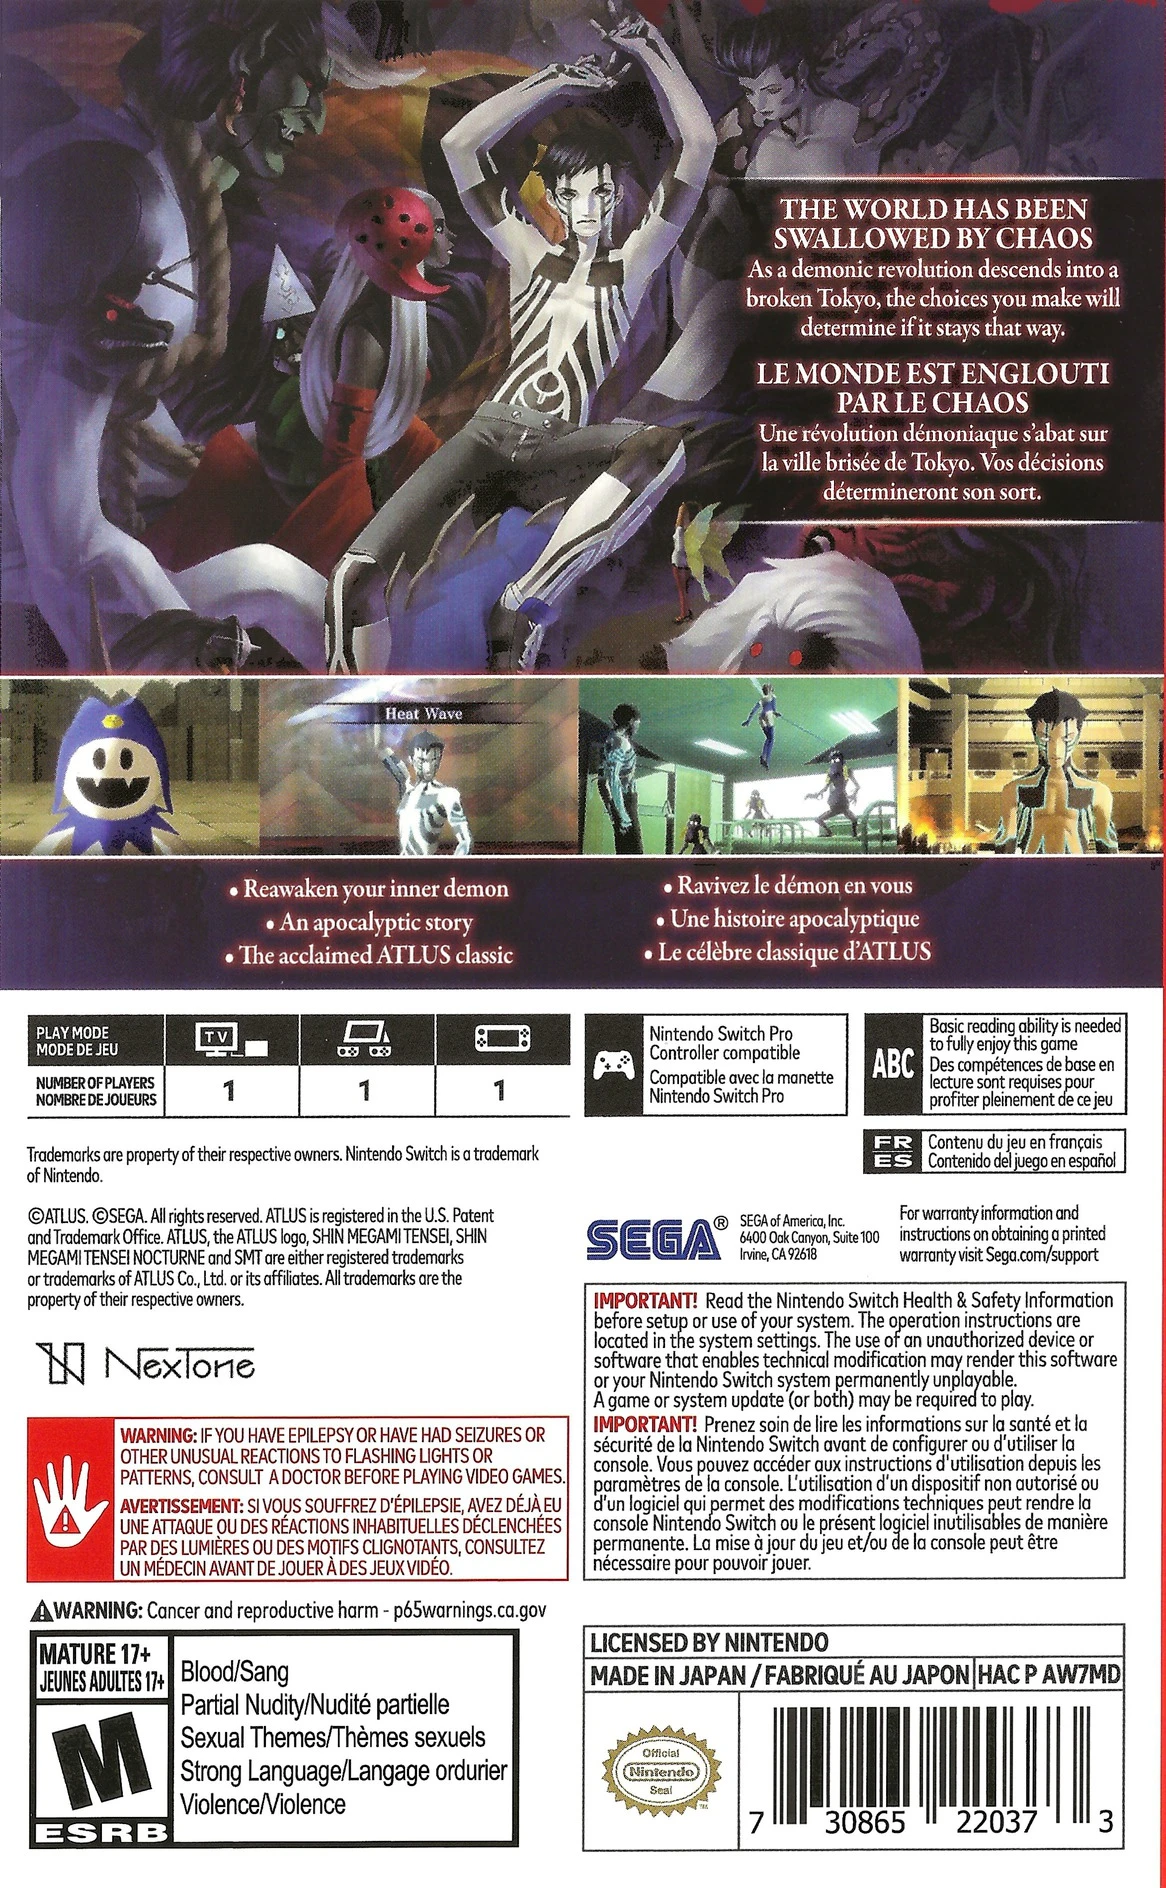 THE WORLD HAS BEEN
SWALLOWED BY CHAOS
As a demonic revolution descends into a
broken Tokyo, the choices you make will
determine if it stays that way.
LE MONDE EST ENGLOUTI
PAR LE CHAOS
Une révolution démoniaque s'abat sur
la ville brisée de Tokyo. Vos décisions
détermineront son sort.
Heat Wave
• Reawaken your inner demon
• An apocalyptic story
• The acclaimed ATLUS classic
• Ravivez le démon en vous
• Une histoire apocalyptique
• Le célèbre classique d'ATLUS
PLAY MODE
MODE DE JEU
TV
NUMBER OF PLAYERS
NOMBRE DE JOUEURS
1
1
1
Nintendo Switch Pro
Controller compatible
Compatible avec la manette
Nintendo Switch Pro
ABC
Basic reading ability is needed
to fully enjoy this game
Des compétences de base en
lecture sont requises pour
profiter pleinement de ce jeu
FR
ES
Contenu du jeu en français
Contenido del juego en español
Trademarks are property of their respective owners. Nintendo Switch is a trademark
of Nintendo.
©ATLUS. ©SEGA. All rights reserved. ATLUS is registered in the U.S. Patent
and Trademark Office. ATLUS, the ATLUS logo, SHIN MEGAMI TENSEI, SHIN
MEGAMI TENSEI NOCTURNE and SMT are either registered trademarks
or trademarks of ATLUS Co., Ltd. or its affiliates. All trademarks are the
property of their respective owners.
SEGA®
SEGA of America, Inc.
6400 Oak Canyon, Suite 100
Irvine, CA 92618
For warranty information and
instructions on obtaining a printed
warranty visit Sega.com/support
NexTone
IMPORTANT! Read the Nintendo Switch Health & Safety Information
before setup or use of your system. The operation instructions are
located in the system settings. The use of an unauthorized device or
software that enables technical modification may render this software
or your Nintendo Switch system permanently unplayable.
A game or system update (or both) may be required to play.
IMPORTANT! Prenez soin de lire les informations sur la santé et la
sécurité de la Nintendo Switch avant de configurer ou d'utiliser la
console. Vous pouvez accéder aux instructions d'utilisation depuis les
paramètres de la console. L'utilisation d'un dispositif non autorisé ou
d'un logiciel qui permet des modifications techniques peut rendre la
console Nintendo Switch ou le présent logiciel inutilisables de manière
permanente. La mise à jour du jeu et/ou de la console peut être
nécessaire pour pouvoir jouer.
WARNING: IF YOU HAVE EPILEPSY OR HAVE HAD SEIZURES OR
OTHER UNUSUAL REACTIONS TO FLASHING LIGHTS OR
PATTERNS, CONSULT A DOCTOR BEFORE PLAYING VIDEO GAMES.
AVERTISSEMENT: SI VOUS SOUFFREZ D'ÉPILEPSIE, AVEZ DÉJÀ EU
UNE ATTAQUE OU DES RÉACTIONS INHABITUELLES DÉCLENCHÉES
PAR DES LUMIÈRES OU DES MOTIFS CLIGNOTANTS, CONSULTEZ
UN MÉDECIN AVANT DE JOUER À DES JEUX VIDÉO.
WARNING: Cancer and reproductive harm - p65warnings.ca.gov
MATURE 17+
JEUNES ADULTES 17+
M
ESRB
Blood/Sang
Partial Nudity/Nudité partielle
Sexual Themes/Thèmes sexuels
Strong Language/Langage ordurier
Violence/Violence
LICENSED BY NINTENDO
MADE IN JAPAN / FABRIQUÉ AU JAPON HAC P AW7MD
Official
Nintendo
Seal
TM
7 30865 22037 3